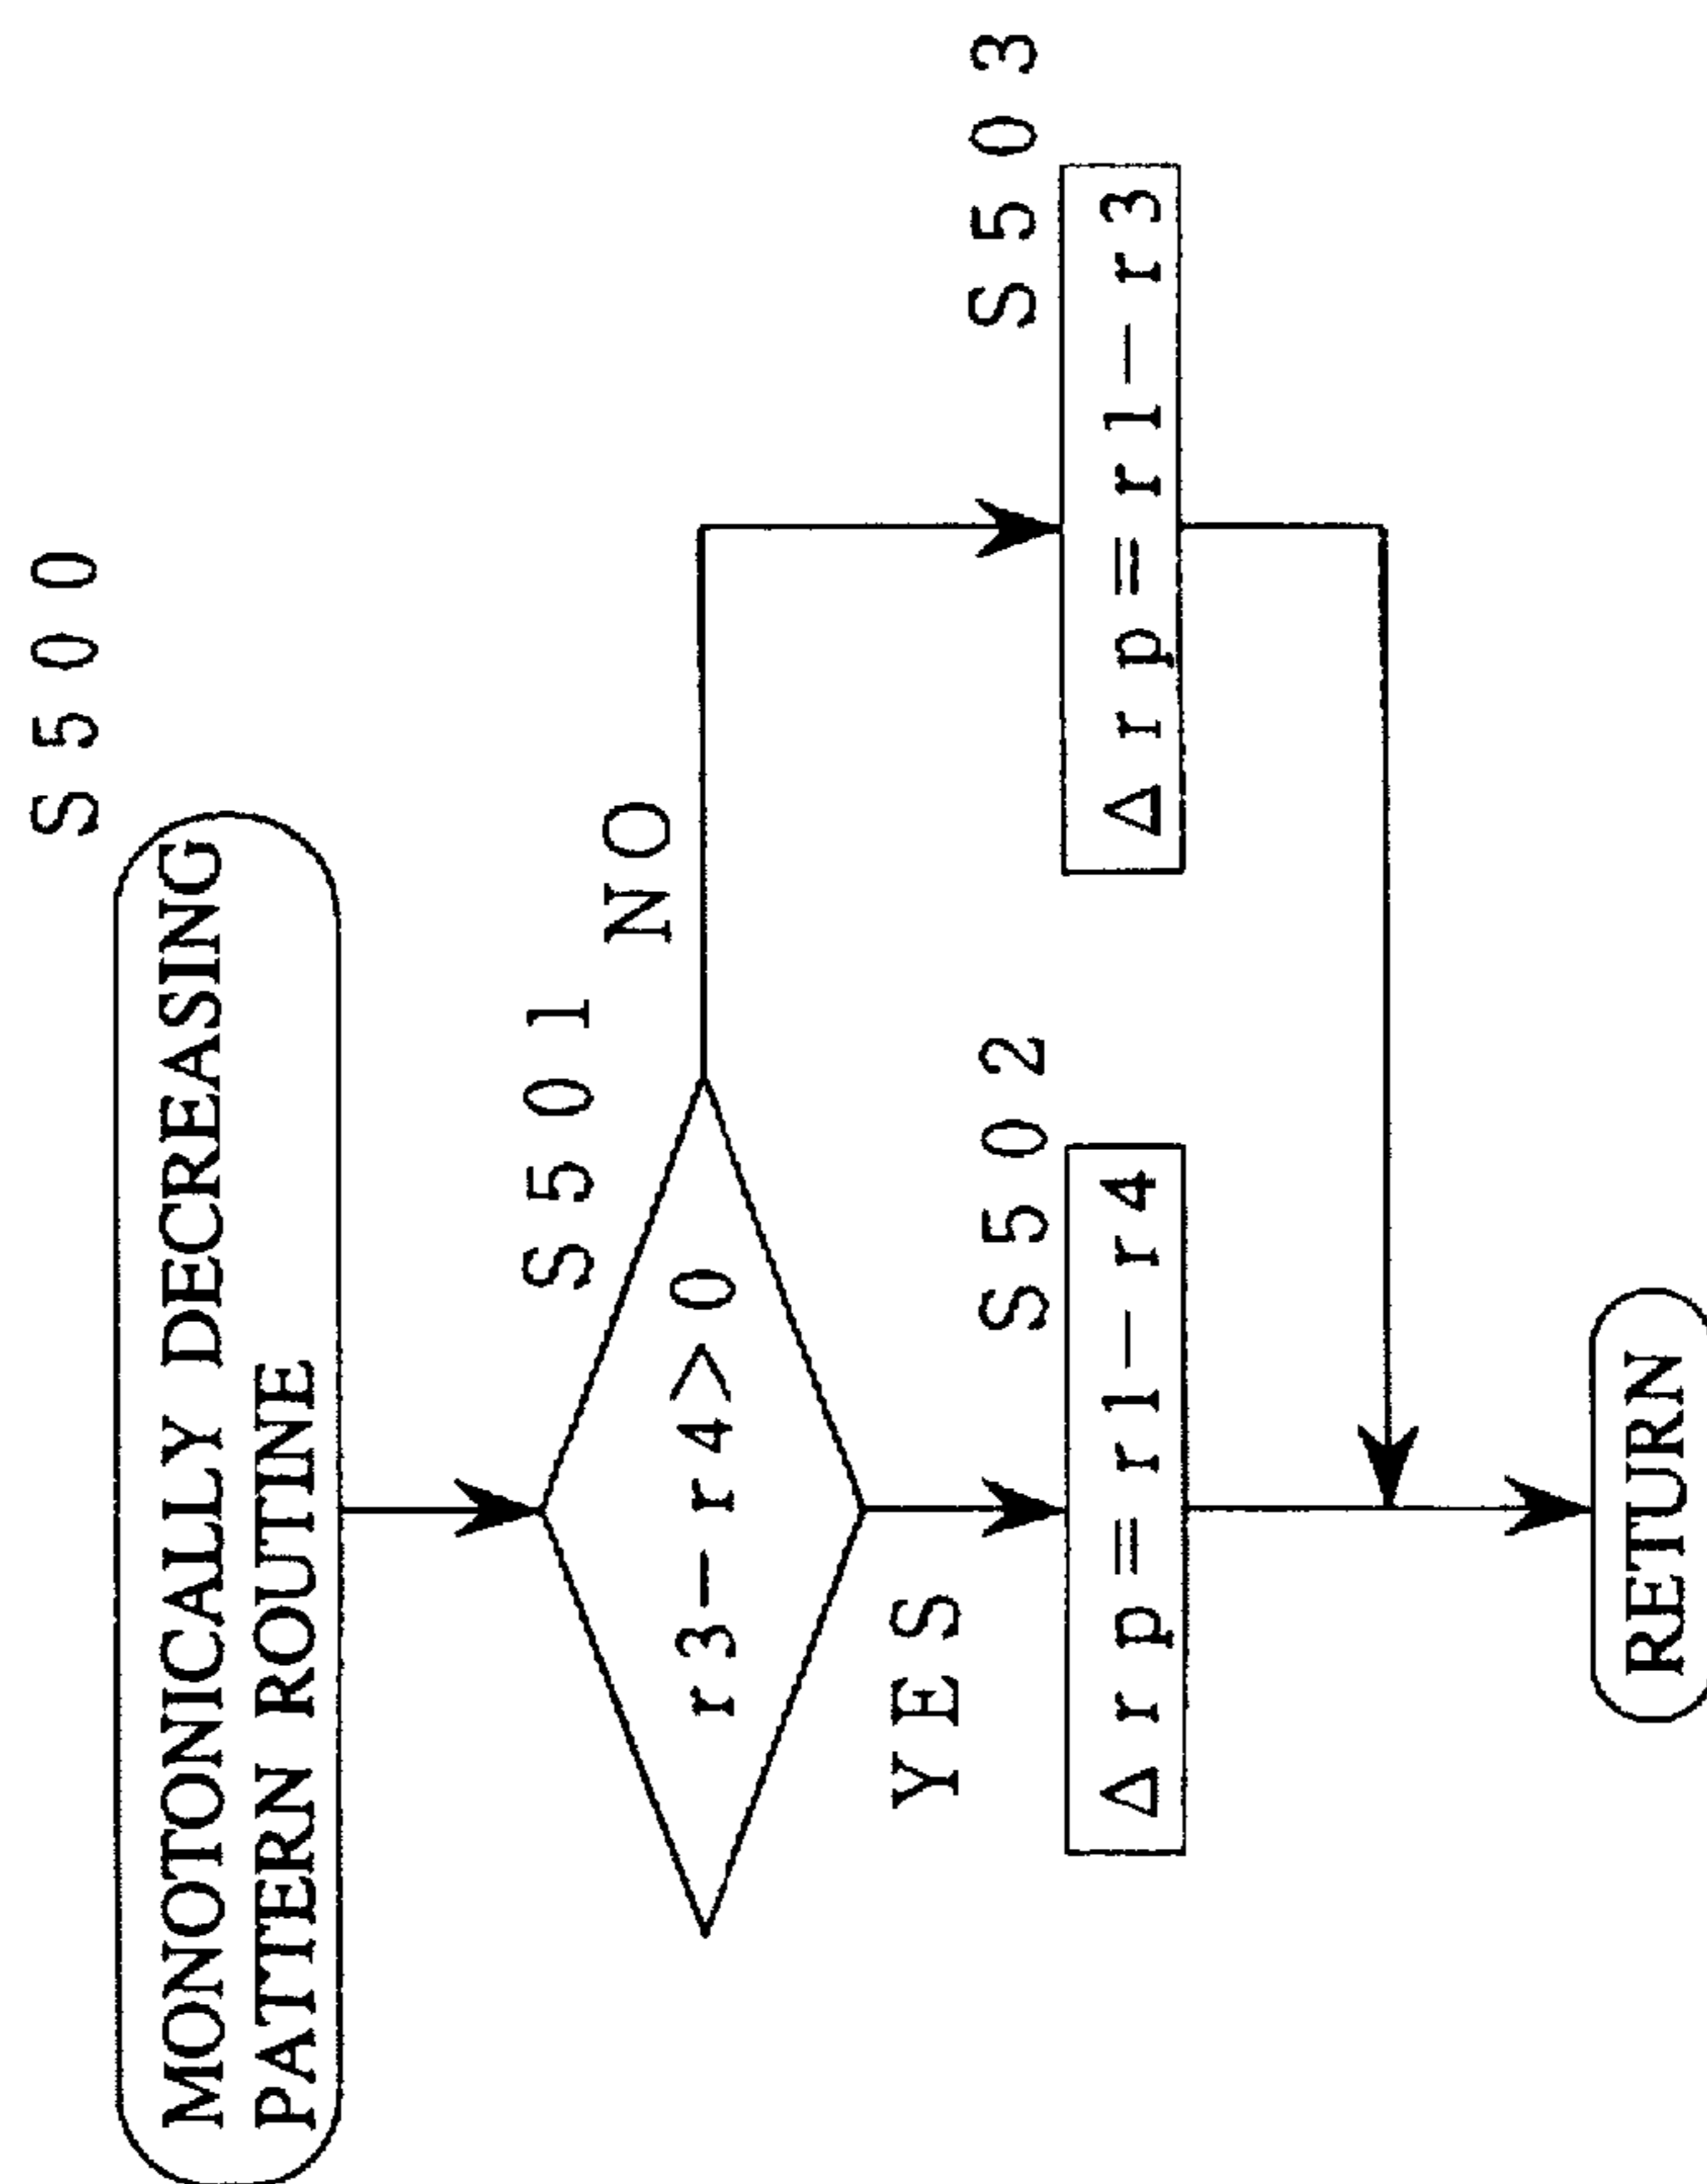 S500
MONOTONICALLY DECREASING
PATTERN ROUTINE
S501
r3-r4>0
NO
YES
S502
Δrp=r1-r4
S503
Δrp=r1-r3
RETURN